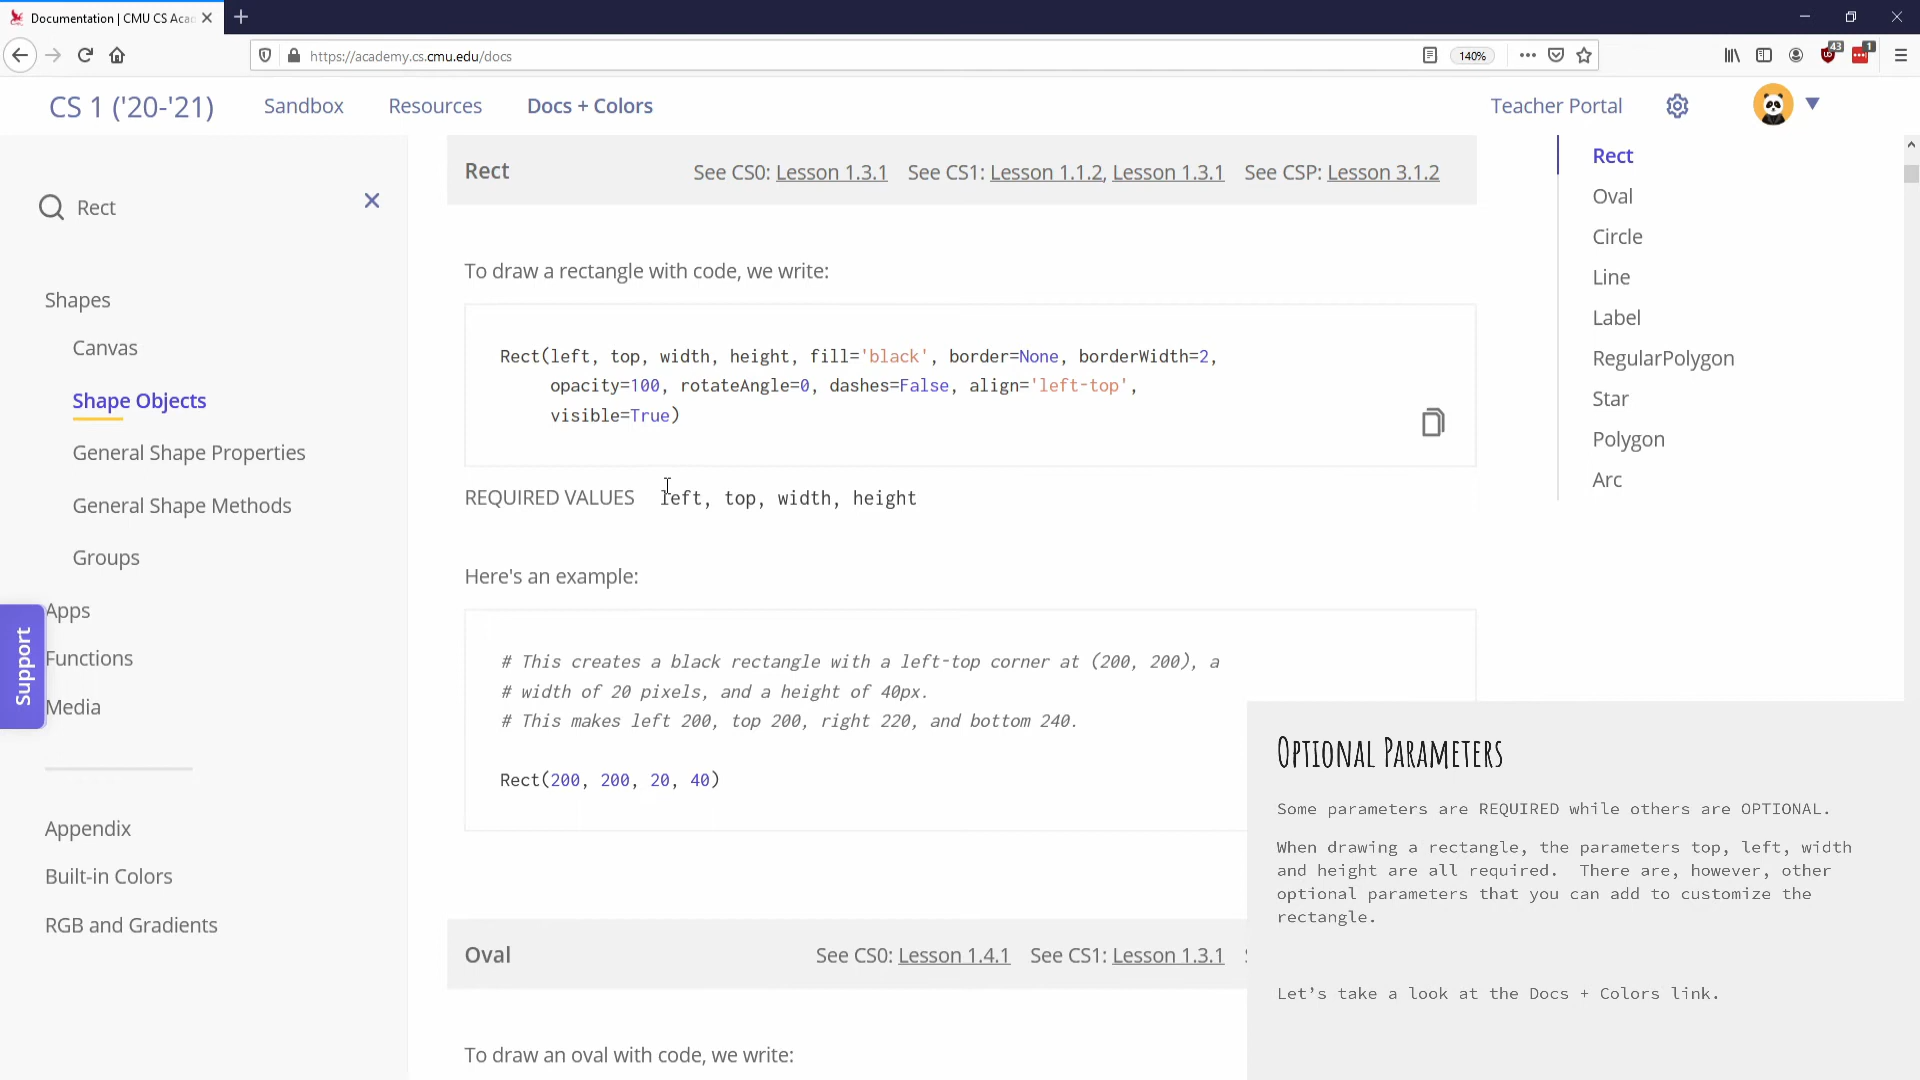 Documentation | CMU CS Aca
https://academy.cs.cmu.edu/docs
140%
43
1
CS 1 ('20-'21)
Sandbox
Resources
Docs + Colors
Teacher Portal
Rect
Shapes
Canvas
Shape Objects
General Shape Properties
General Shape Methods
Groups
Apps
Functions
Media
Support
Appendix
Built-in Colors
RGB and Gradients
Rect See CS0: Lesson 1.3.1 See CS1: Lesson 1.1.2, Lesson 1.3.1 See CSP: Lesson 3.1.2
To draw a rectangle with code, we write:
Rect(left, top, width, height, fill='black', border=None, borderWidth=2,
opacity=100, rotateAngle=0, dashes=False, align='left-top',
visible=True)
REQUIRED VALUES left, top, width, height
Here's an example:
# This creates a black rectangle with a left-top corner at (200, 200), a
# width of 20 pixels, and a height of 40px.
# This makes left 200, top 200, right 220, and bottom 240.
Rect(200, 200, 20, 40)
Oval See CS0: Lesson 1.4.1 See CS1: Lesson 1.3.1
To draw an oval with code, we write:
Rect
Oval
Circle
Line
Label
RegularPolygon
Star
Polygon
Arc
Optional Parameters
Some parameters are REQUIRED while others are OPTIONAL.
When drawing a rectangle, the parameters top, left, width
and height are all required. There are, however, other
optional parameters that you can add to customize the
rectangle.
Let's take a look at the Docs + Colors link.